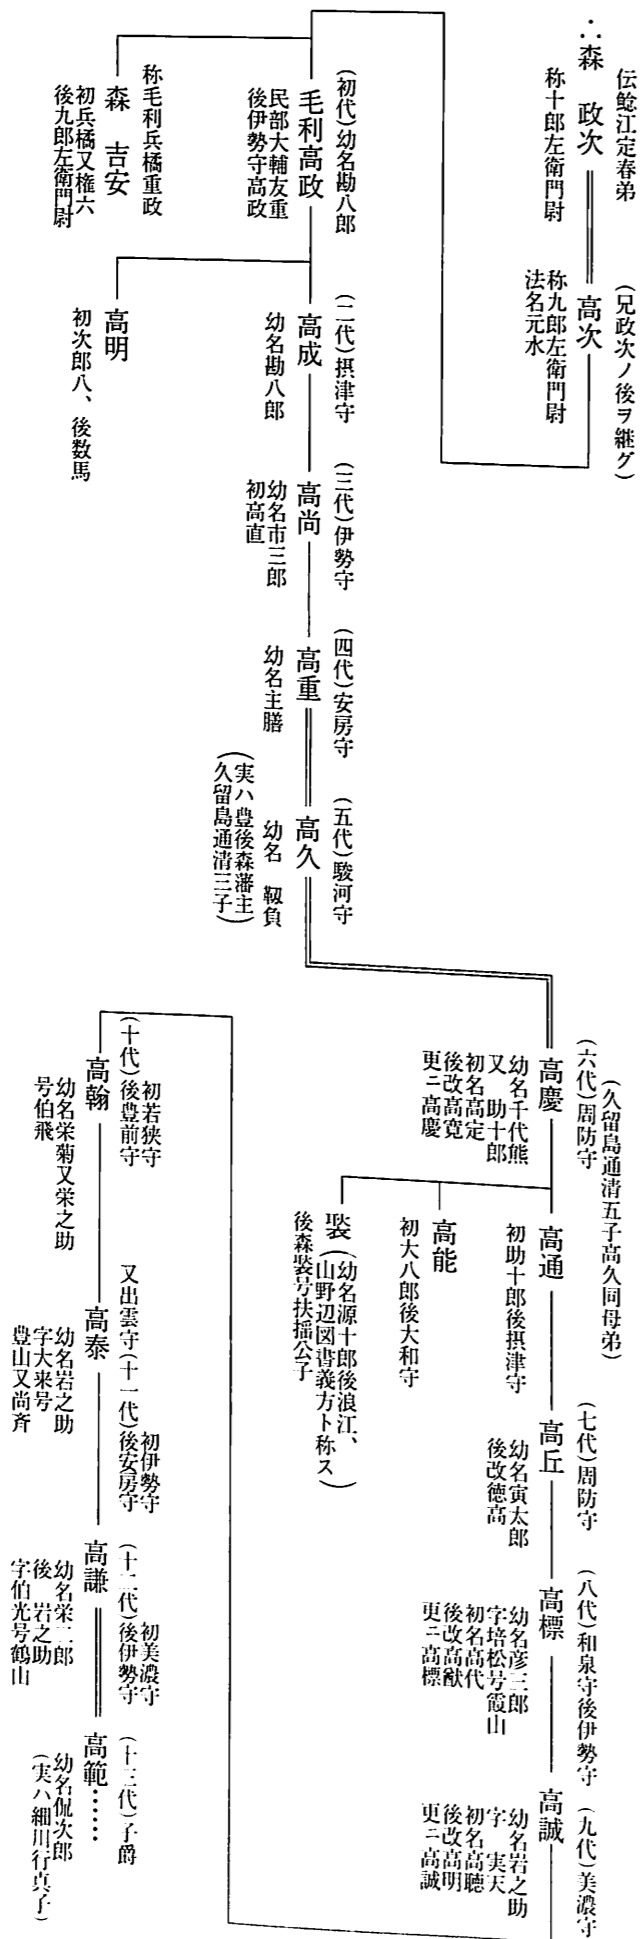 伝鯰江定春弟
∴森　政次
称十郎左衛門尉
(兄政次ノ後ヲ継グ)
高次
称九郎左衛門尉
法名元水
(初代)幼名勘八郎
毛利高政
民部大輔友重
後伊勢守高政
称毛利兵橘重政
森　吉安
初兵橘又権六
後九郎左衛門尉
(二代)摂津守
高成
幼名勘八郎
高明
初次郎八、後数馬
(三代)伊勢守
高尚
幼名市三郎
初高直
(四代)安房守
高重
幼名主膳
(五代)駿河守
高久
幼名　靱負
(実ハ豊後森藩主
久留島通清三子)
(久留島通清五子高久同母弟)
(六代)周防守
高慶
幼名千代熊
又　助十郎
初名高定
後改高寛
更ニ高慶
高通
初助十郎後摂津守
高能
初大八郎後大和守
扶揺公子
(幼名源十郎後浪江、
山野辺図書義方ト称ス)
(七代)周防守
高丘
幼名寅太郎
後改徳高
(八代)和泉守後伊勢守
高標
幼名彦三郎
字培松号霞山
初名高代
後改高猷
更ニ高標
(九代)美濃守
高誠
幼名岩之助
字　実天
初名高聴
後改高明
更ニ高誠
初若狭守
(十代)後豊前守
高翰
幼名栄菊又栄之助
号伯飛
初伊勢守
又出雲守(十一代)後安房守
高泰
幼名岩之助
字大来号
豊山又尚斉
初美濃守
(十二代)後伊勢守
高謙
幼名栄二郎
後　岩之助
字伯光号鶴山
(十三代)子爵
高範……
幼名侃次郎
(実ハ細川行真子)